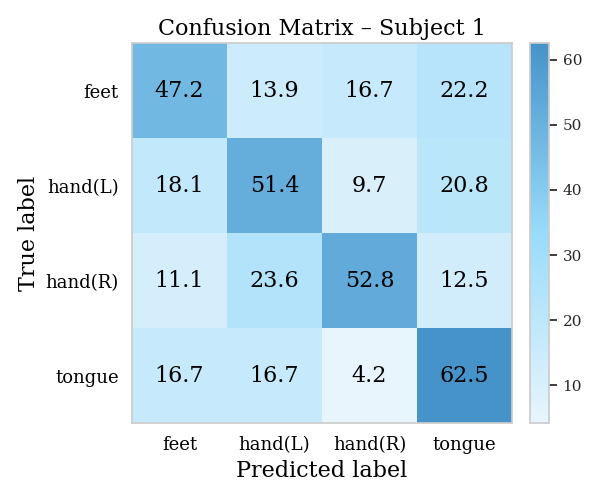 Confusion Matrix – Subject 1
True label
feet 47.2 13.9 16.7 22.2
hand(L) 18.1 51.4 9.7 20.8
hand(R) 11.1 23.6 52.8 12.5
tongue 16.7 16.7 4.2 62.5
feet hand(L) hand(R) tongue
Predicted label
60
50
40
30
20
10